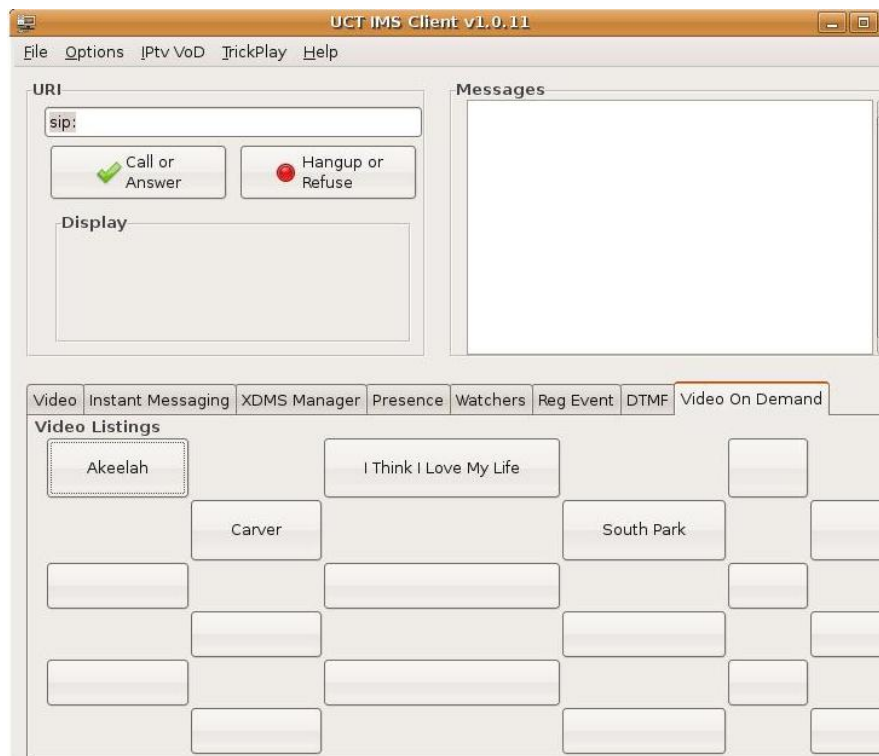 UCT IMS Client v1.0.11
File Options IPtv VoD TrickPlay Help
URI
Messages
sip:
Call or
Answer
Hangup or
Refuse
Display
Video Instant Messaging XDMS Manager Presence Watchers Reg Event DTMF Video On Demand
Video Listings
Akeelah I Think I Love My Life
Carver South Park